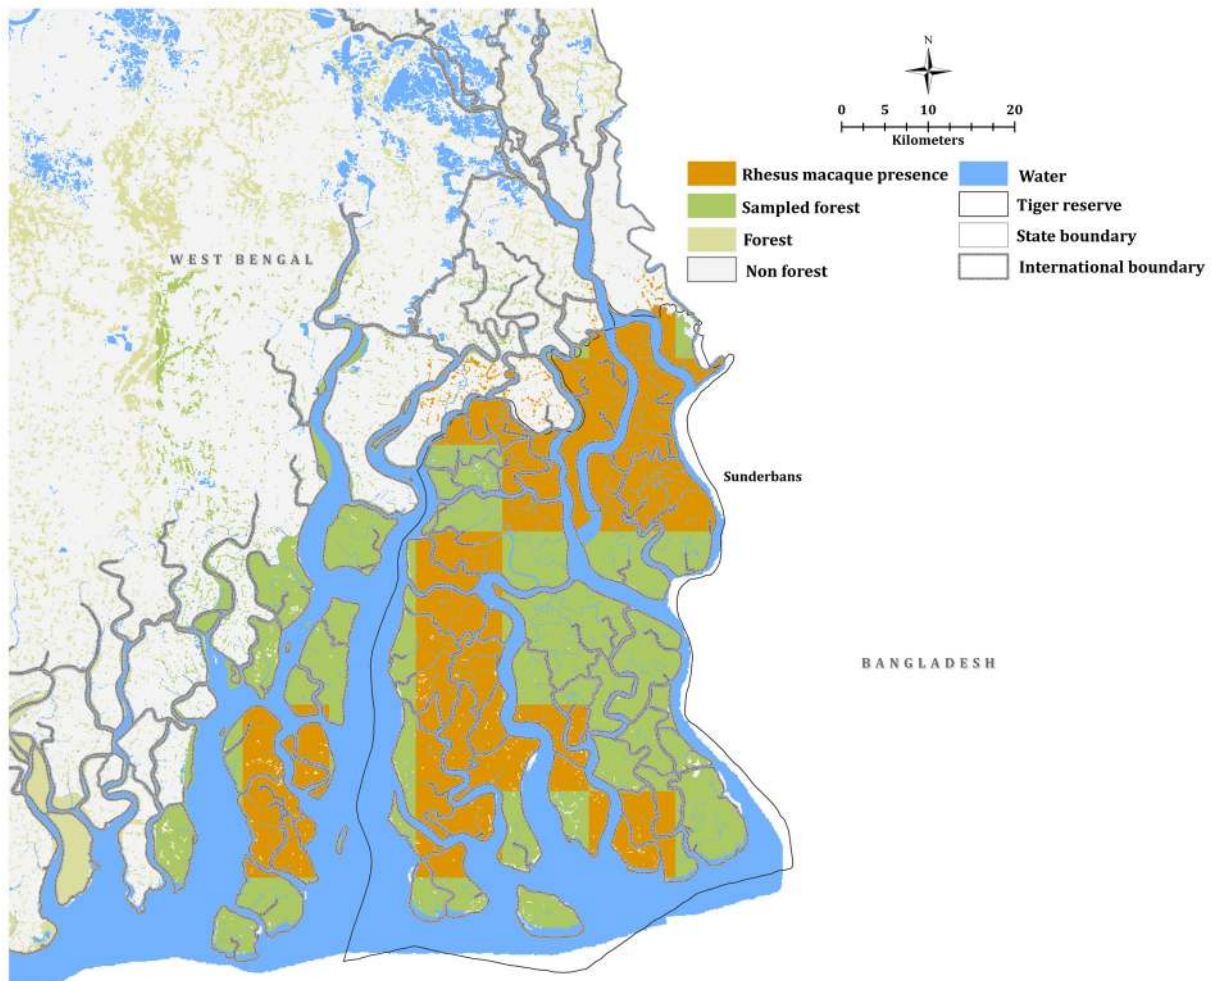 N
0 5 10 20
Kilometers
Rhesus macaque presence
Water
Sampled forest
Tiger reserve
Forest
State boundary
Non forest
International boundary
WEST BENGAL
Sunderbans
BANGLADESH